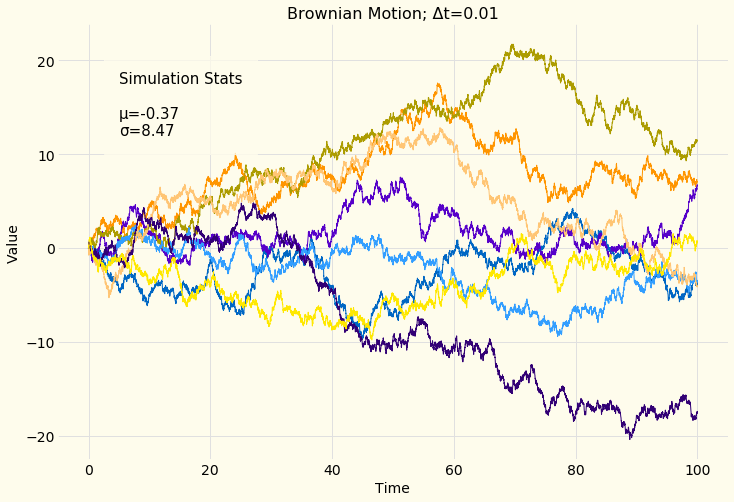 Brownian Motion; Δt=0.01
Simulation Stats
μ=-0.37
σ=8.47
Value
20
10
0
−10
−20
0 20 40 60 80 100
Time